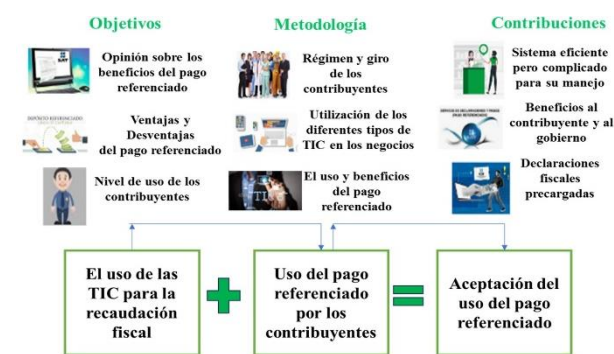 Objetivos
Opinión sobre los
beneficios del pago
referenciado
Ventajas y
Desventajas
del pago referenciado
Nivel de uso de los
contribuyentes
Metodología
Régimen y giro
de los
contribuyentes
Utilización de los
diferentes tipos de
TIC en los negocios
El uso y beneficios
del pago
referenciado
Contribuciones
Sistema eficiente
pero complicado
para su manejo
Beneficios al
contribuyente y al
gobierno
Declaraciones
fiscales
precargadas
El uso de las
TIC para la
recaudación
fiscal
Uso del pago
referenciado
por los
contribuyentes
Aceptación del
uso del pago
referenciado
SAT
DEPÓSITO REFERENCIADO